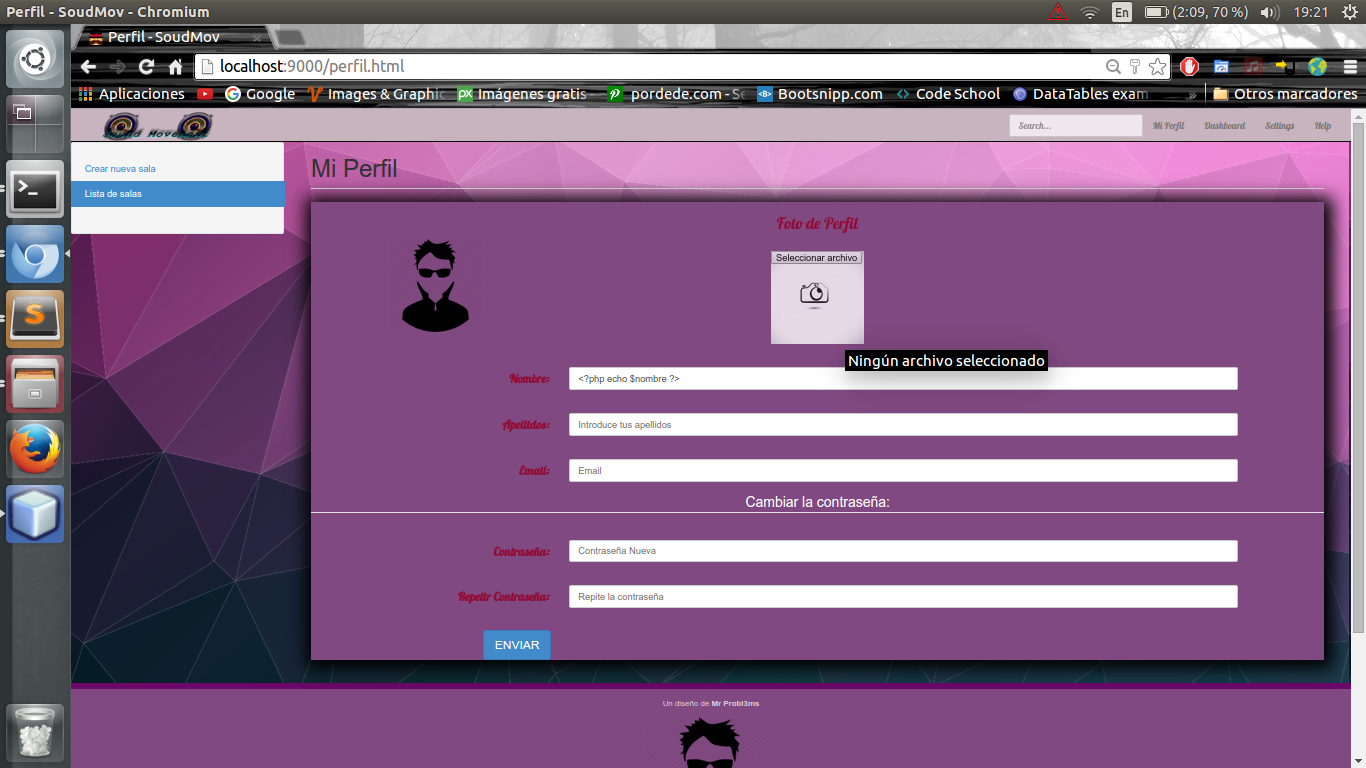 Perfil - SoudMov - Chromium
En
(2:09, 70 %)
19:21
Perfil - SoudMov
localhost:9000/perfil.html
Aplicaciones
Google
Images & Graphic
Imágenes gratis -
pordede.com - Se
Bootsnipp.com
Code School
DataTables exam
»
Otros marcadores
Sound Movement
Search...
Mi Perfil
Dashboard
Settings
Help
Crear nueva sala
Lista de salas
Mi Perfil
Foto de Perfil
Seleccionar archivo
Ningún archivo seleccionado
Nombre:
<?php echo $nombre ?>
Apellidos:
Introduce tus apellidos
Email:
Email
Cambiar la contraseña:
Contraseña:
Contraseña Nueva
Repetir Contraseña:
Repite la contraseña
ENVIAR
Un diseño de Mr Probl3ms